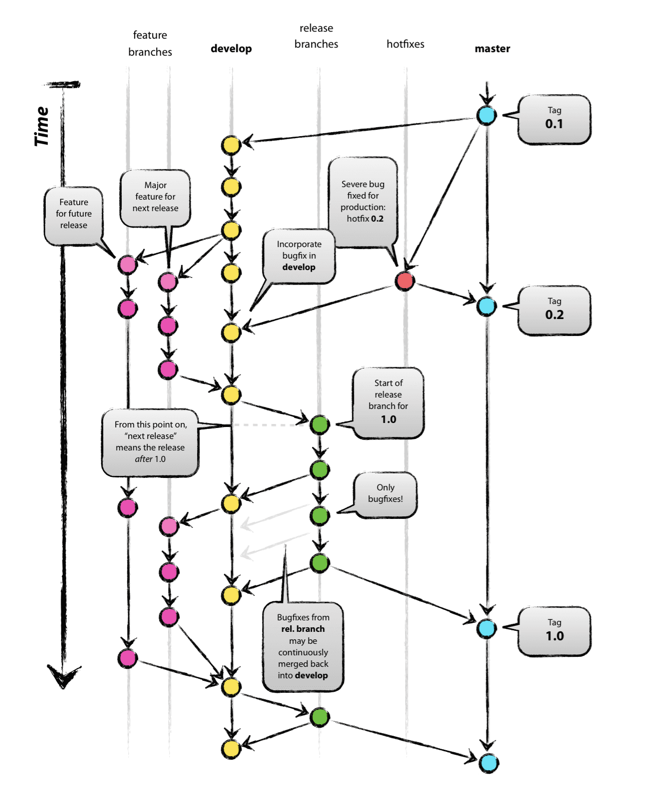 feature
branches
develop
release
branches
hotfixes
master
Time
Tag
0.1
Feature
for future
release
Major
feature for
next release
Severe bug
fixed for
production:
hotfix 0.2
Incorporate
bugfix in
develop
Tag
0.2
Start of
release
branch for
1.0
From this point on,
“next release”
means the release
after 1.0
Only
bugfixes!
Bugfixes from
rel. branch
may be
continuously
merged back
into develop
Tag
1.0